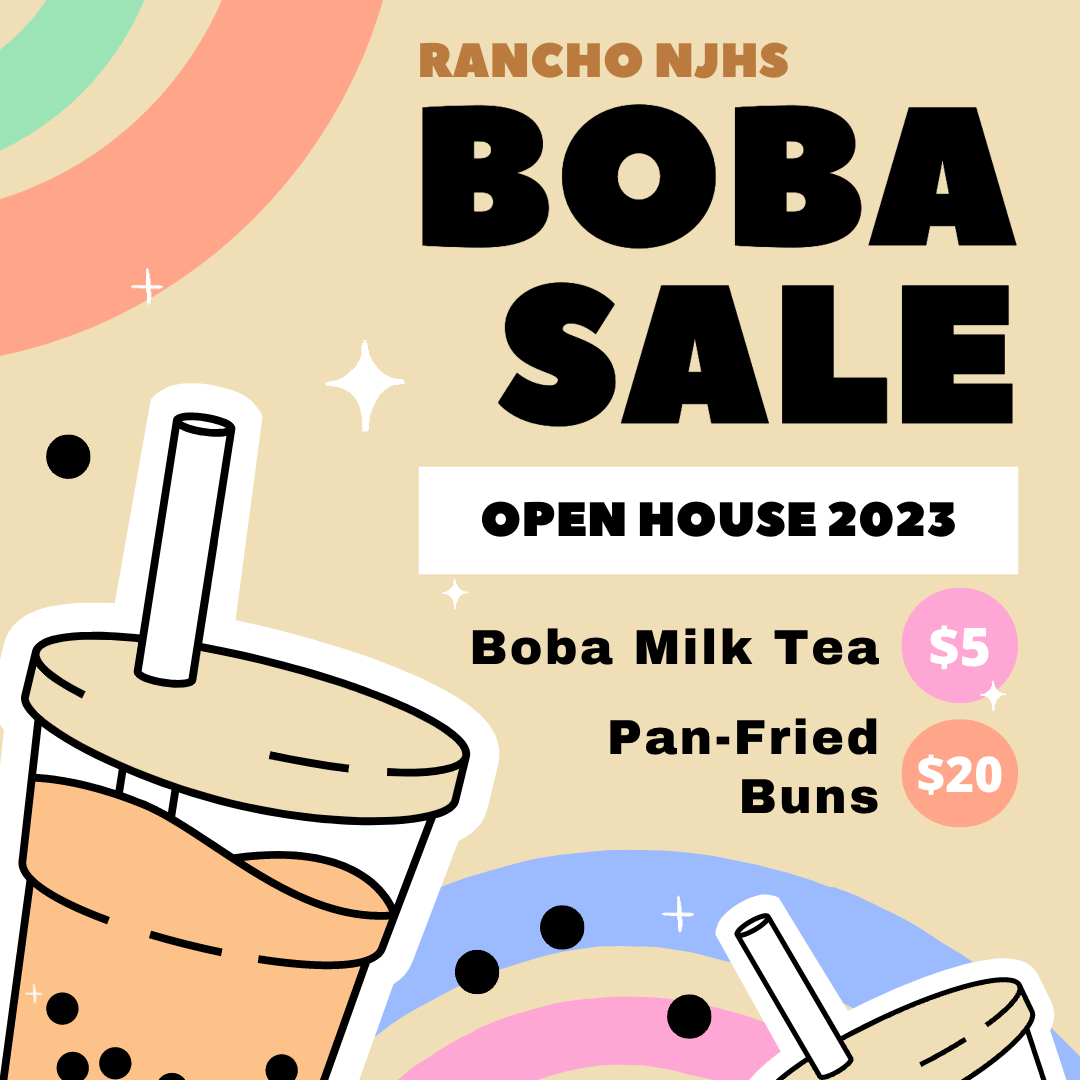 RANCHO NJHS
BOBA
SALE
OPEN HOUSE 2023
Boba Milk Tea $5
Pan-Fried
Buns $20